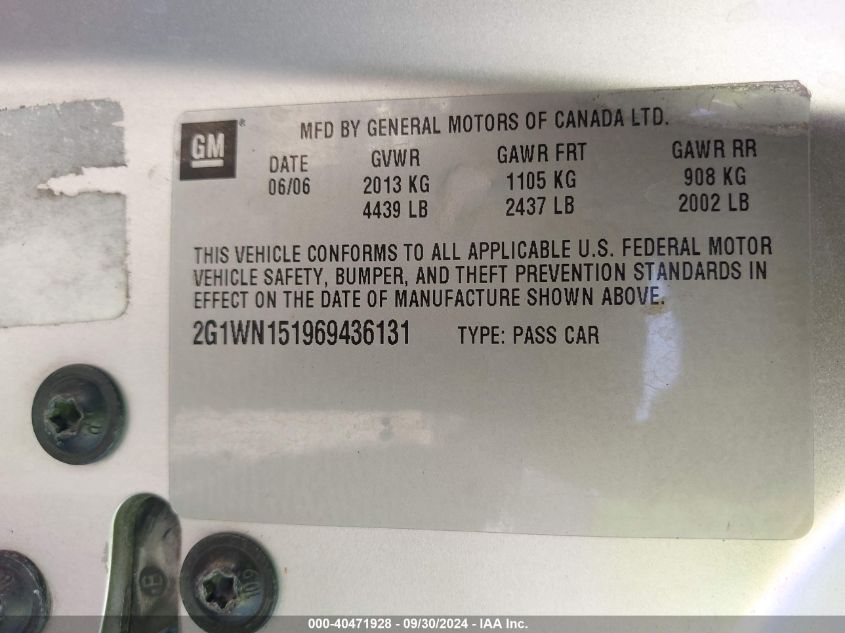 GM®
MFD BY GENERAL MOTORS OF CANADA LTD.
DATE GVWR GAWR FRT GAWR RR
06/06 2013 KG 1105 KG 908 KG
4439 LB 2437 LB 2002 LB
THIS VEHICLE CONFORMS TO ALL APPLICABLE U.S. FEDERAL MOTOR
VEHICLE SAFETY, BUMPER, AND THEFT PREVENTION STANDARDS IN
EFFECT ON THE DATE OF MANUFACTURE SHOWN ABOVE.
2G1WN151969436131 TYPE: PASS CAR
000-40471928 - 09/30/2024 - IAA Inc.